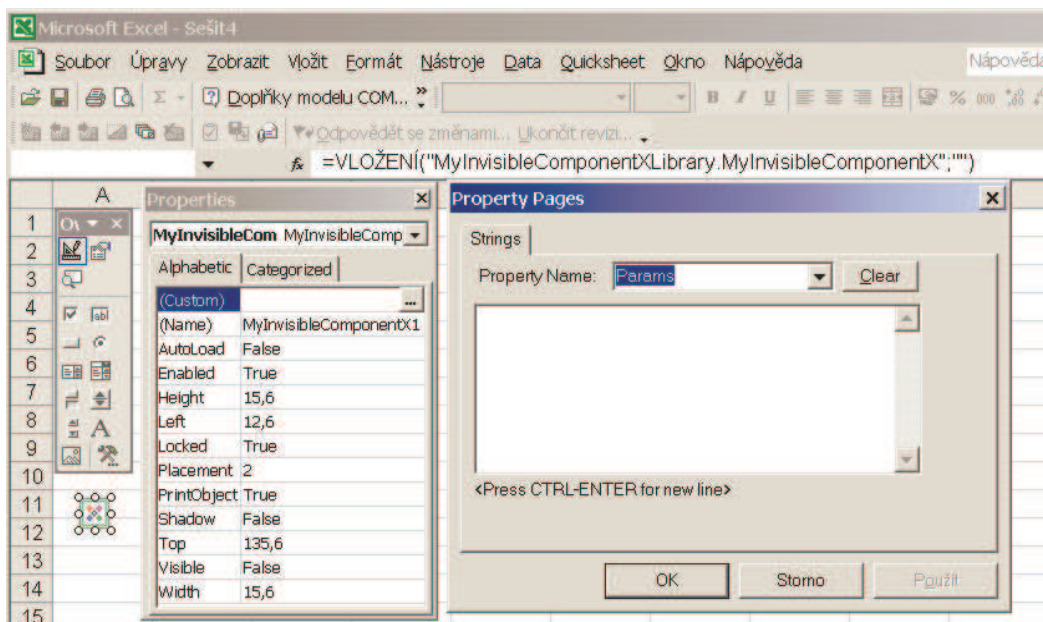 Microsoft Excel - Sešit4
Soubor Úpravy Zobrazit Vložit Formát Nástroje Data Quicksheet Okno Nápověda Nápověda
Σ Doplňky modelu COM... B I U % 000
Odpovědět se změnami... Ukončit revizi...
fx =VLOŽENÍ("MyInvisibleComponentXLibrary.MyInvisibleComponentX";"")
A
1
2
3
4
5
6
7
8
9
10
11
12
13
14
15
ab|
A
Properties
MyInvisibleCom MyInvisibleComp
Alphabetic Categorized
(Custom) ...
(Name) MyInvisibleComponentX1
AutoLoad False
Enabled True
Height 15,6
Left 12,6
Locked True
Placement 2
PrintObject True
Shadow False
Top 135,6
Visible False
Width 15,6
Property Pages
Strings
Property Name: Params Clear
<Press CTRL-ENTER for new line>
OK Storno Použít